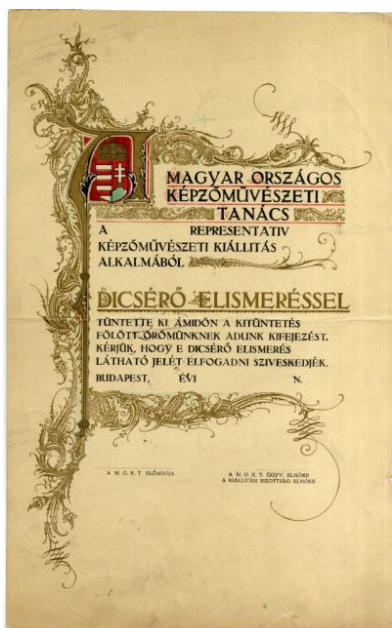 A MAGYAR ORSZÁGOS
KÉPZŐMŰVÉSZETI
TANÁCS
A REPRESENTATIV
KÉPZŐMŰVÉSZETI KIÁLLITÁS
ALKALMÁBÓL
DICSÉRŐ ELISMERÉSSEL
TÜNTETTE KI ÁMIDŐN A KITÜNTETÉS
FÖLÖTT ÖRÖMÜNKNEK ADUNK KIFEJEZÉST.
KÉRJÜK, HOGY E DICSÉRŐ ELISMERÉS
LÁTHATÓ JELÉT ELFOGADNI SZIVESKEDJÉK.
BUDAPEST, ÉVI N.
A M. O. K. T. ELŐADÓJA
A M. O. K. T. ÜGYV. ELNÖKE
A KIÁLLITÁSI BIZOTTSÁG ELNÖKE